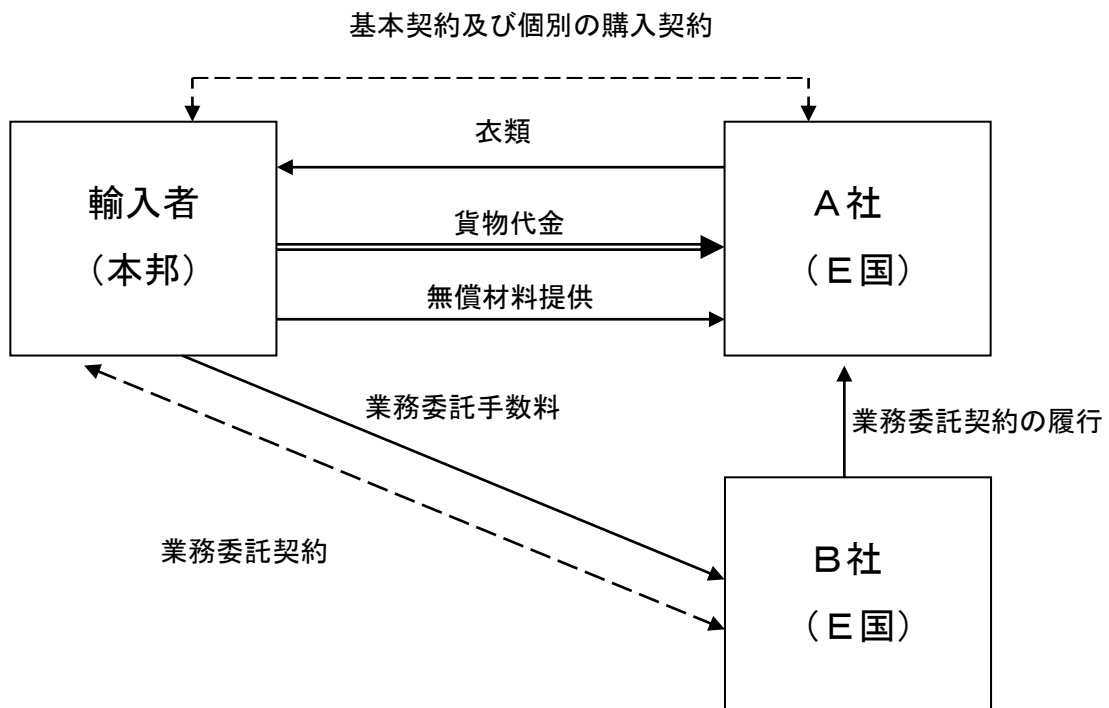 基本契約及び個別の購入契約
衣類
輸入者
（本邦）
Ａ社
（Ｅ国）
貨物代金
無償材料提供
業務委託手数料
業務委託契約の履行
業務委託契約
Ｂ社
（Ｅ国）